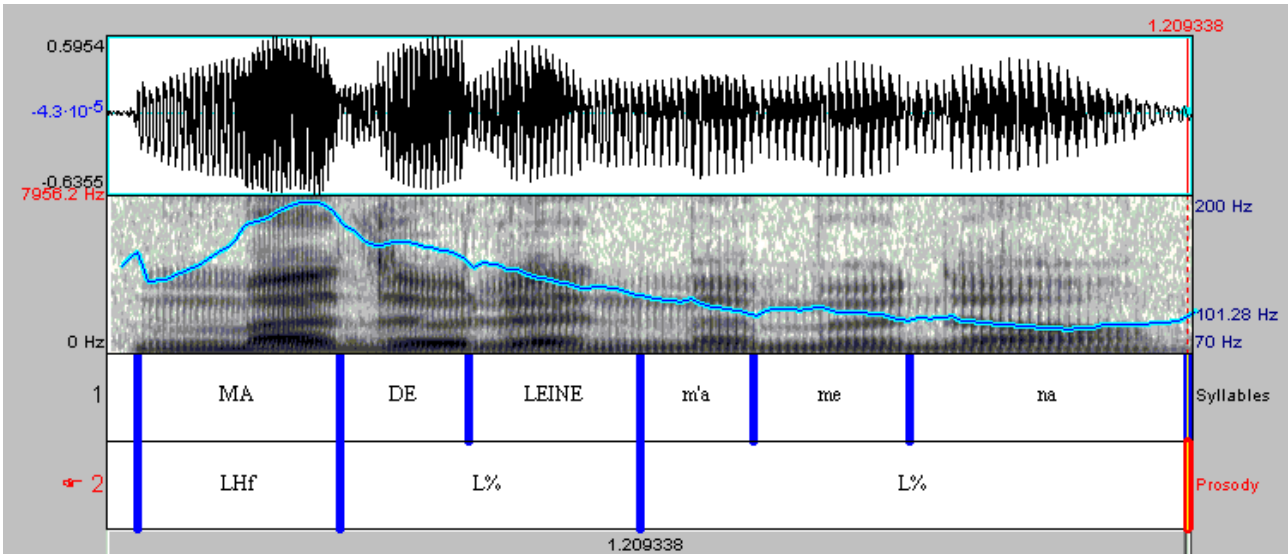 1.209338
0.5954
-4.3·10-5
-0.6355
7956.2 Hz
200 Hz
101.28 Hz
0 Hz
70 Hz
1 MA DE LEINE m'a me na Syllables
2 LHf L% L% Prosody
1.209338